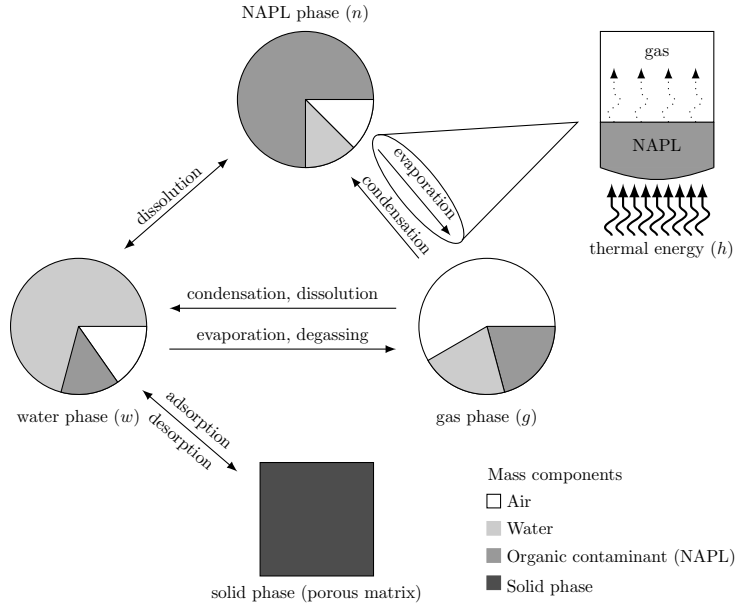 NAPL phase (n)
gas
NAPL
thermal energy (h)
evaporation
condensation
dissolution
condensation, dissolution
evaporation, degassing
water phase (w)
gas phase (g)
adsorption
desorption
solid phase (porous matrix)
Mass components
Air
Water
Organic contaminant (NAPL)
Solid phase